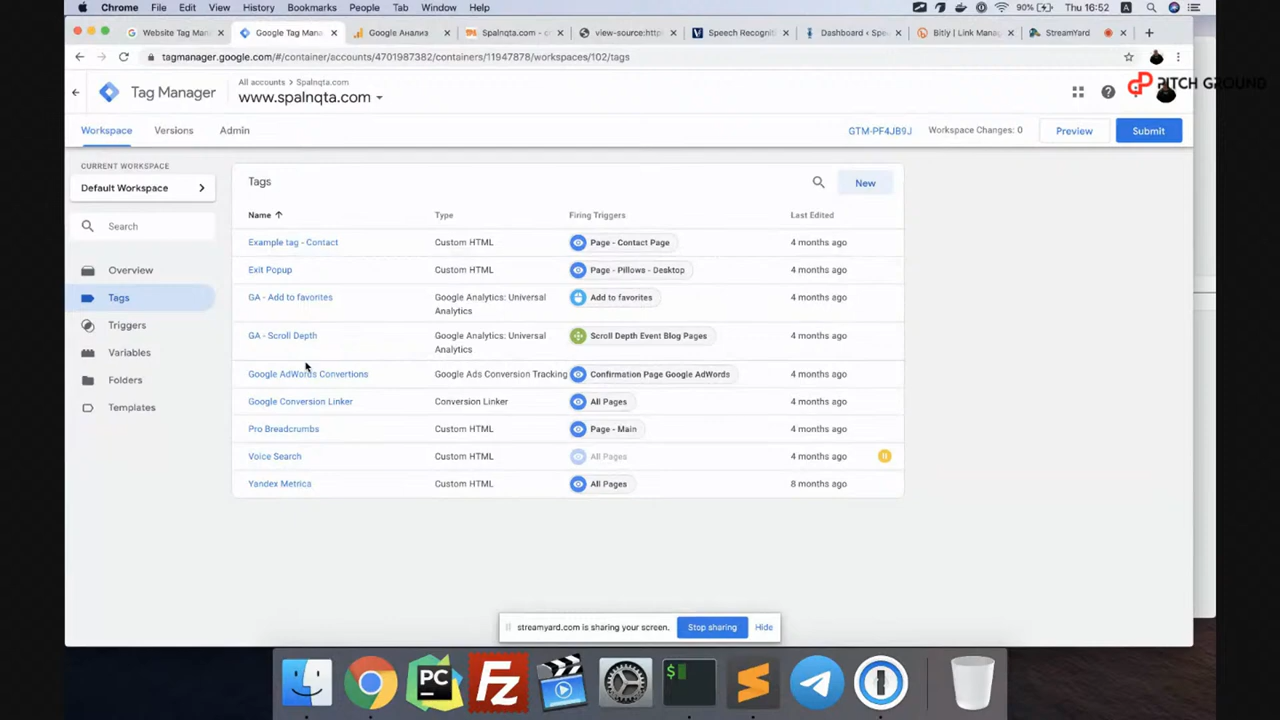 Chrome File Edit View History Bookmarks People Tab Window Help 90% Thu 16:52 A
Website Tag Man × Google Tag Mana × Google Анализ × Spalnqta.com - × view-source:http × Speech Recogniti × Dashboard < Spe × Bitly | Link Manag × StreamYard × +
tagmanager.google.com/#/container/accounts/4701987382/containers/11947878/workspaces/102/tags
Tag Manager
All accounts > Spalnqta.com
www.spalnqta.com
PITCH GROUND
Workspace Versions Admin GTM-PF4JB9J Workspace Changes: 0 Preview Submit
CURRENT WORKSPACE
Default Workspace
Search
Overview
Tags
Triggers
Variables
Folders
Templates
Tags New
Name Type Firing Triggers Last Edited
Example tag - Contact Custom HTML Page - Contact Page 4 months ago
Exit Popup Custom HTML Page - Pillows - Desktop 4 months ago
GA - Add to favorites Google Analytics: Universal Analytics Add to favorites 4 months ago
GA - Scroll Depth Google Analytics: Universal Analytics Scroll Depth Event Blog Pages 4 months ago
Google AdWords Convertions Google Ads Conversion Tracking Confirmation Page Google AdWords 4 months ago
Google Conversion Linker Conversion Linker All Pages 4 months ago
Pro Breadcrumbs Custom HTML Page - Main 4 months ago
Voice Search Custom HTML All Pages 4 months ago
Yandex Metrics Custom HTML All Pages 8 months ago
streamyard.com is sharing your screen. Stop sharing Hide
PC
Fz
$